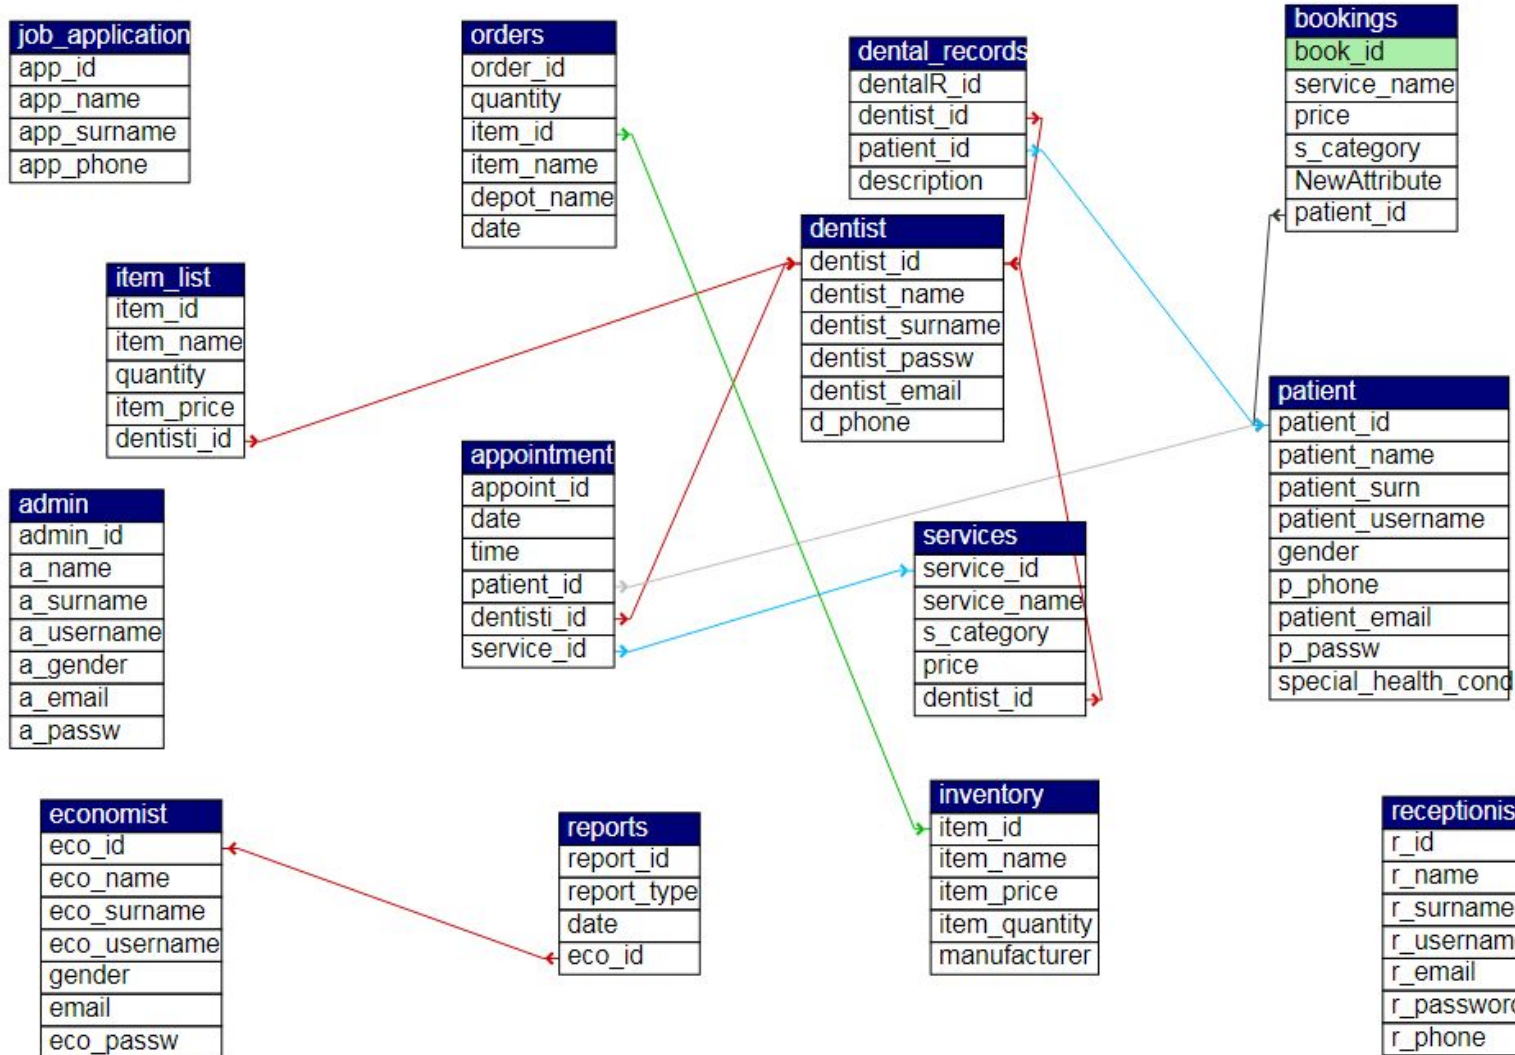 job_application
app_id
app_name
app_surname
app_phone
orders
order_id
quantity
item_id
item_name
depot_name
date
dental_records
dentalR_id
dentist_id
patient_id
description
bookings
book_id
service_name
price
s_category
NewAttribute
patient_id
item_list
item_id
item_name
quantity
item_price
dentisti_id
dentist
dentist_id
dentist_name
dentist_surname
dentist_passw
dentist_email
d_phone
patient
patient_id
patient_name
patient_surn
patient_username
gender
p_phone
patient_email
p_passw
special_health_cond
appointment
appoint_id
date
time
patient_id
dentisti_id
service_id
admin
admin_id
a_name
a_surname
a_username
a_gender
a_email
a_passw
services
service_id
service_name
s_category
price
dentist_id
economist
eco_id
eco_name
eco_surname
eco_username
gender
email
eco_passw
reports
report_id
report_type
date
eco_id
inventory
item_id
item_name
item_price
item_quantity
manufacturer
receptionis
r_id
r_name
r_surname
r_usernam
r_email
r_password
r_phone